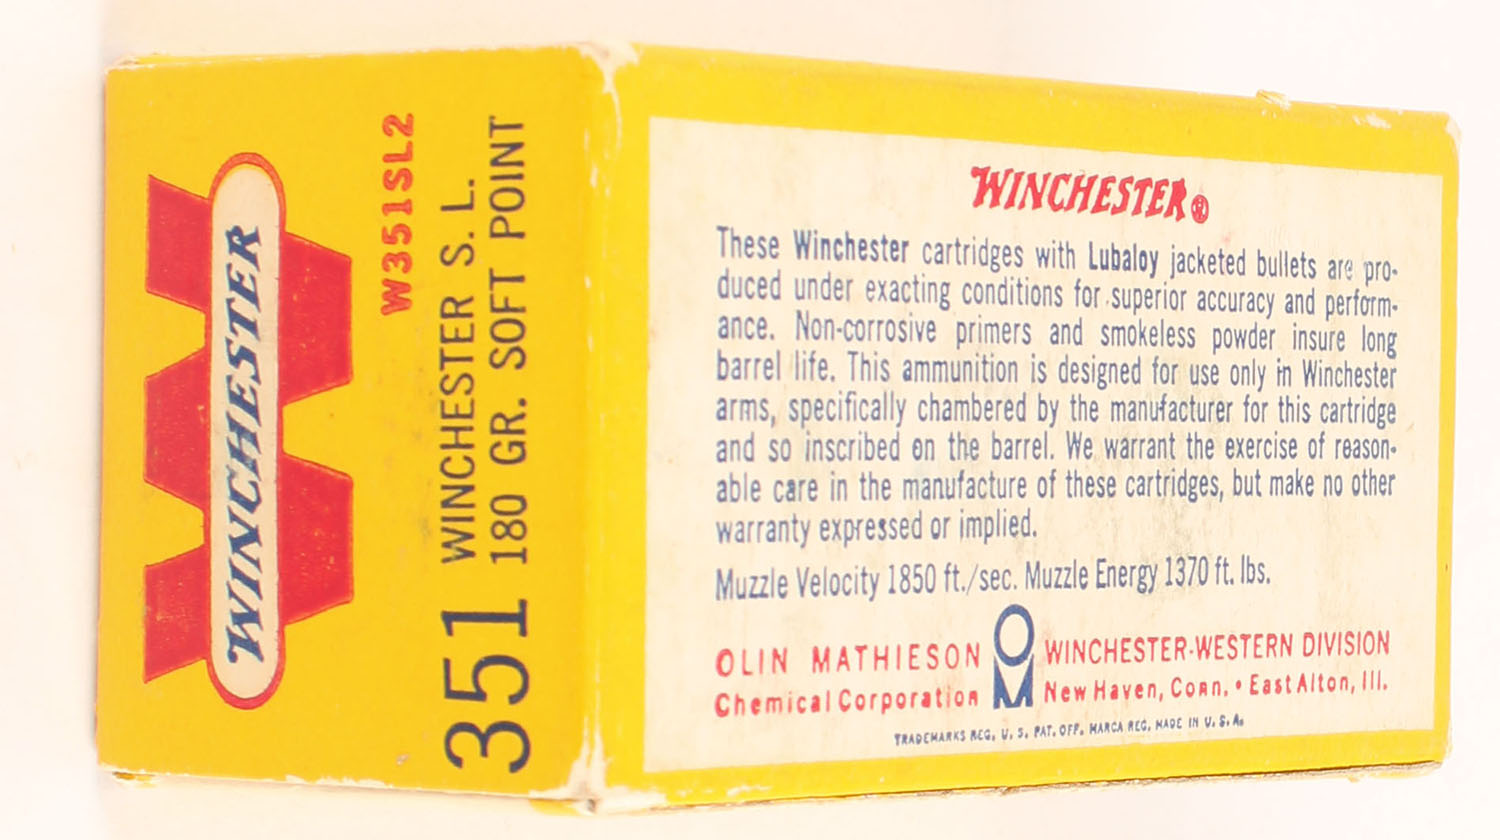 WINCHESTER
W351SL2
351 WINCHESTER S. L.
180 GR. SOFT POINT
WINCHESTER®
These Winchester cartridges with Lubaloy jacketed bullets are pro-
duced under exacting conditions for superior accuracy and perform-
ance. Non-corrosive primers and smokeless powder insure long
barrel life. This ammunition is designed for use only in Winchester
arms, specifically chambered by the manufacturer for this cartridge
and so inscribed on the barrel. We warrant the exercise of reason-
able care in the manufacture of these cartridges, but make no other
warranty expressed or implied.
Muzzle Velocity 1850 ft./sec. Muzzle Energy 1370 ft. lbs.
OLIN MATHIESON OM WINCHESTER-WESTERN DIVISION
Chemical Corporation New Haven, Conn. • East Alton, Ill.
TRADEMARKS REG. U. S. PAT. OFF. MARCA REG. MADE IN U. S. A.